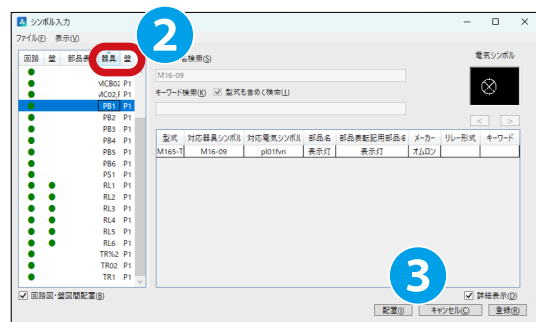 シンボル入力
ファイル(F) 表示(V)
2
回路 盤 部品表 器具 盤
検索(S)
電気シンボル
M16-09
キーワード検索(K) 型式も含めて検索(L)
< >
MCB02 P1
MC02,F P1
PB1 P1
PB2 P1
PB3 P1
PB4 P1
PB5 P1
PB6 P1
PS1 P1
RL1 P1
RL2 P1
RL3 P1
RL4 P1
RL5 P1
RL6 P1
TR%2 P1
TR02 P1
TR1 P1
型式 対応器具シンボル 対応電気シンボル 部品名 部品表転記用部品名 メーカー リレー形式 キーワード
M165-T M16-09 pl01fvn 表示灯 表示灯 オムロン
3
回路図・盤図間配置(B)
詳細表示(D)
配置(I) キャンセル(C) 登録(R)